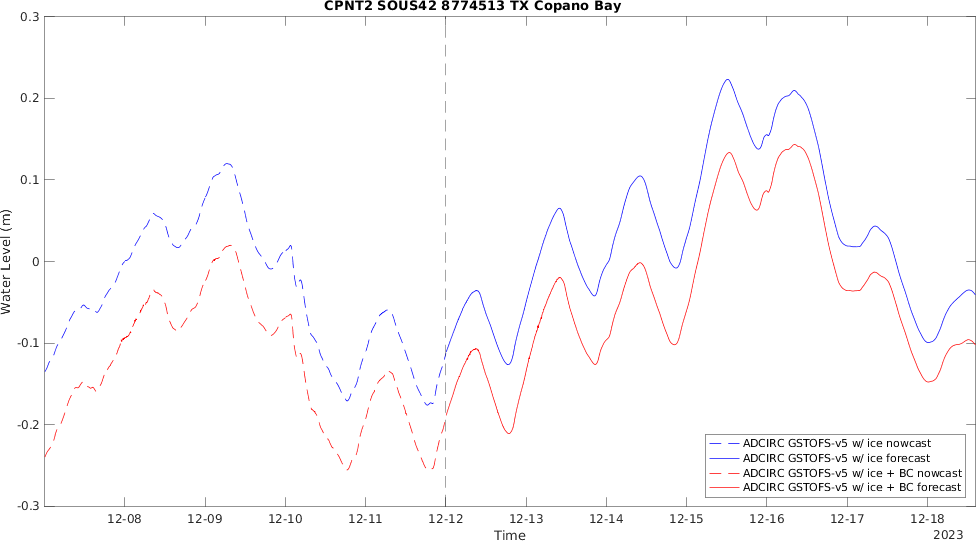 CPNT2 SOUS42 8774513 TX Copano Bay
0.3
0.2
0.1
0
-0.1
-0.2
-0.3
Water Level (m)
12-08 12-09 12-10 12-11 12-12 12-13 12-14 12-15 12-16 12-17 12-18
Time
2023
ADCIRC GSTOFS-v5 w/ ice nowcast
ADCIRC GSTOFS-v5 w/ ice forecast
ADCIRC GSTOFS-v5 w/ ice + BC nowcast
ADCIRC GSTOFS-v5 w/ ice + BC forecast